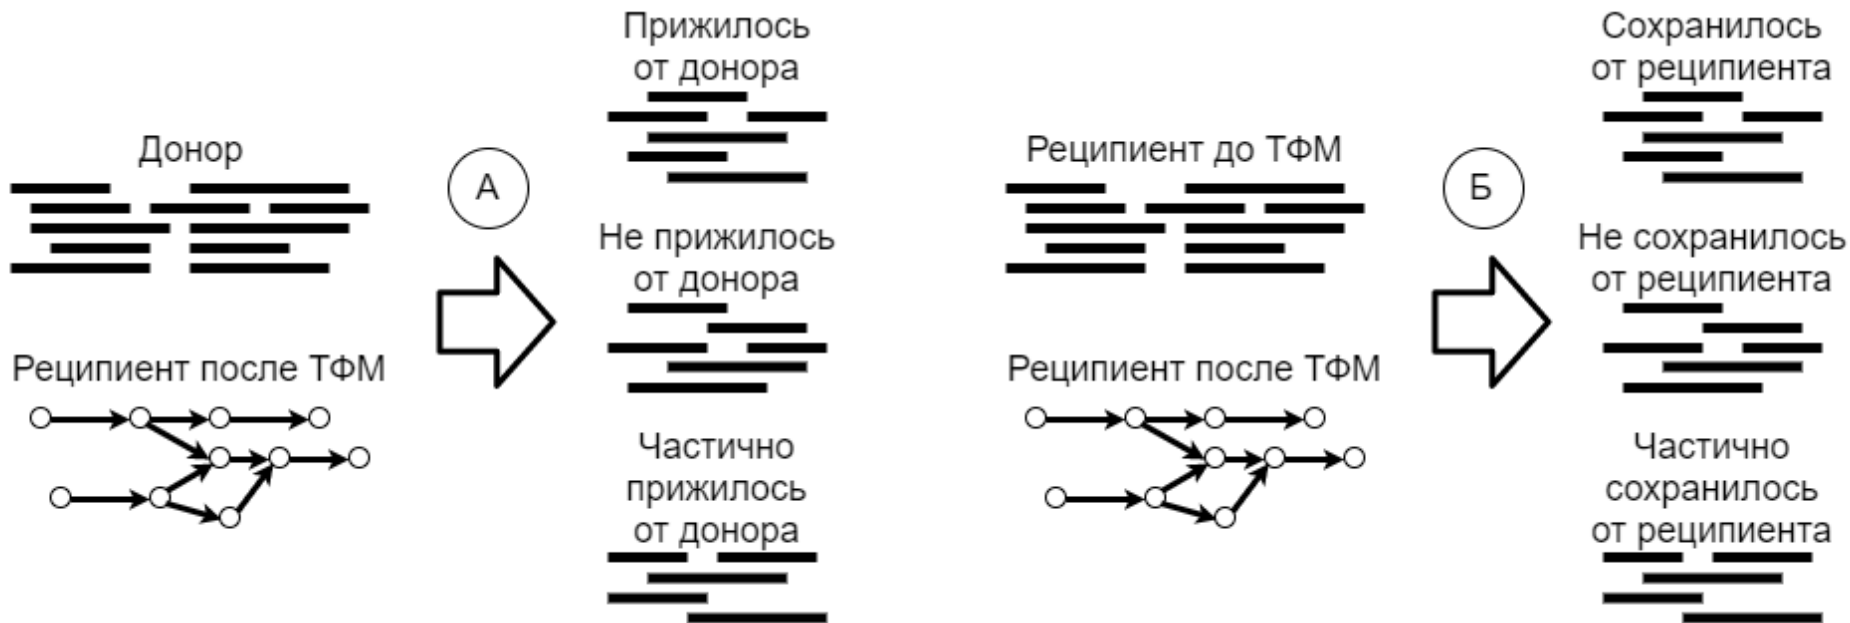 Донор
Реципиент после ТФМ
А
Прижилось
от донора
Не прижилось
от донора
Частично
прижилось
от донора
Реципиент до ТФМ
Реципиент после ТФМ
Б
Сохранилось
от реципиента
Не сохранилось
от реципиента
Частично
сохранилось
от реципиента